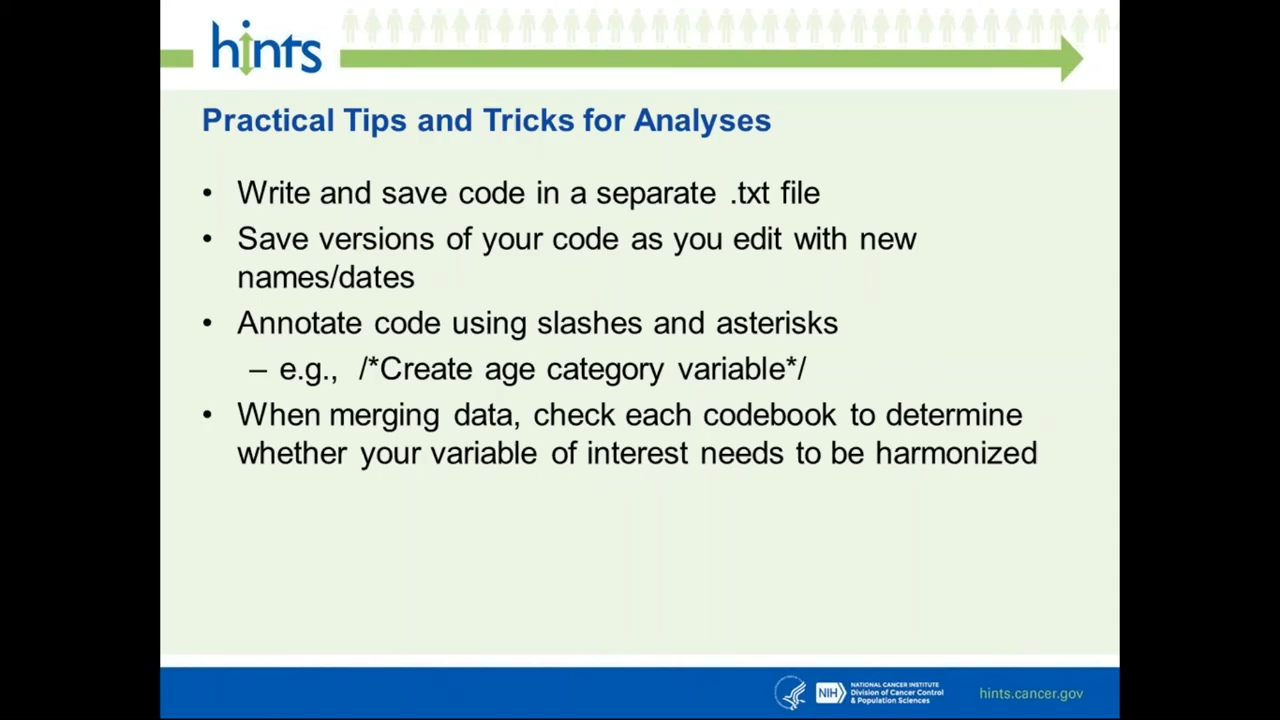 hints
Practical Tips and Tricks for Analyses
• Write and save code in a separate .txt file
• Save versions of your code as you edit with new
names/dates
• Annotate code using slashes and asterisks
– e.g., /*Create age category variable*/
• When merging data, check each codebook to determine
whether your variable of interest needs to be harmonized
NIH
NATIONAL CANCER INSTITUTE
Division of Cancer Control
& Population Sciences
hints.cancer.gov